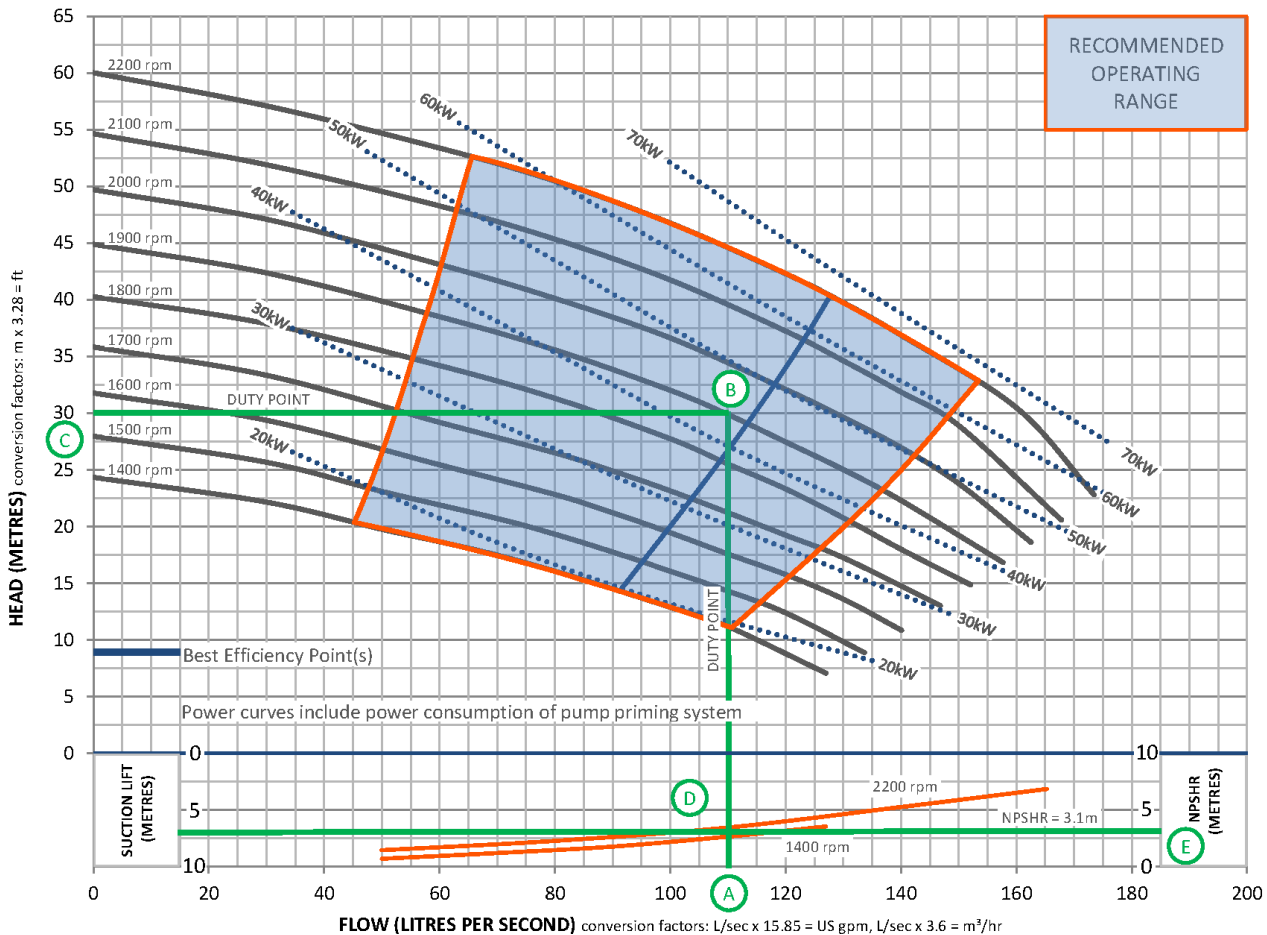 65
60
55
50
45
40
35
30
25
20
15
10
5
0
HEAD (METRES) conversion factors: m x 3.28 = ft
C
2200 rpm
2100 rpm
2000 rpm
1900 rpm
1800 rpm
1700 rpm
1600 rpm
1500 rpm
1400 rpm
60kW
50kW
40kW
30kW
20kW
70kW
RECOMMENDED
OPERATING
RANGE
DUTY POINT
B
DUTY POINT
70kW
60kW
50kW
40kW
30kW
20kW
Best Efficiency Point(s)
Power curves include power consumption of pump priming system
SUCTION LIFT
(METRES)
0
5
10
D
2200 rpm
NPSHR = 3.1m
1400 rpm
10
5
0
NPSHR
(METRES)
E
0
20
40
60
80
100
A
120
140
160
180
200
FLOW (LITRES PER SECOND) conversion factors: L/sec x 15.85 = US gpm, L/sec x 3.6 = m³/hr